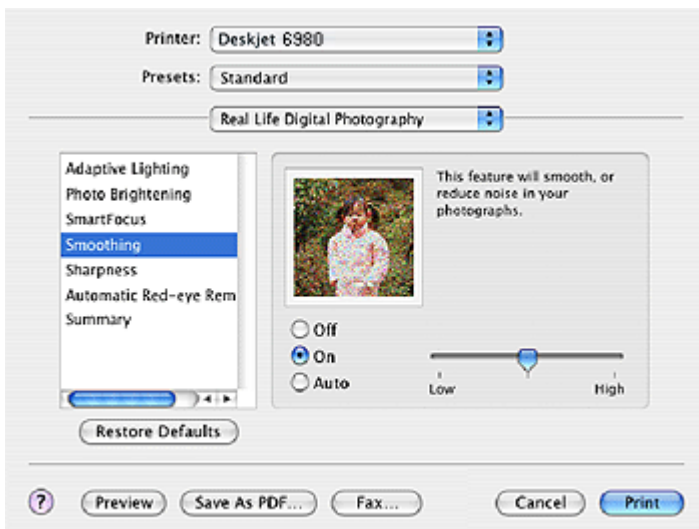 Printer: Deskjet 6980
Presets: Standard
Real Life Digital Photography
Adaptive Lighting
Photo Brightening
SmartFocus
Smoothing
Sharpness
Automatic Red-eye Rem
Summary
This feature will smooth, or
reduce noise in your
photographs.
Off
On
Auto
Low High
Restore Defaults
? Preview Save As PDF... Fax... Cancel Print